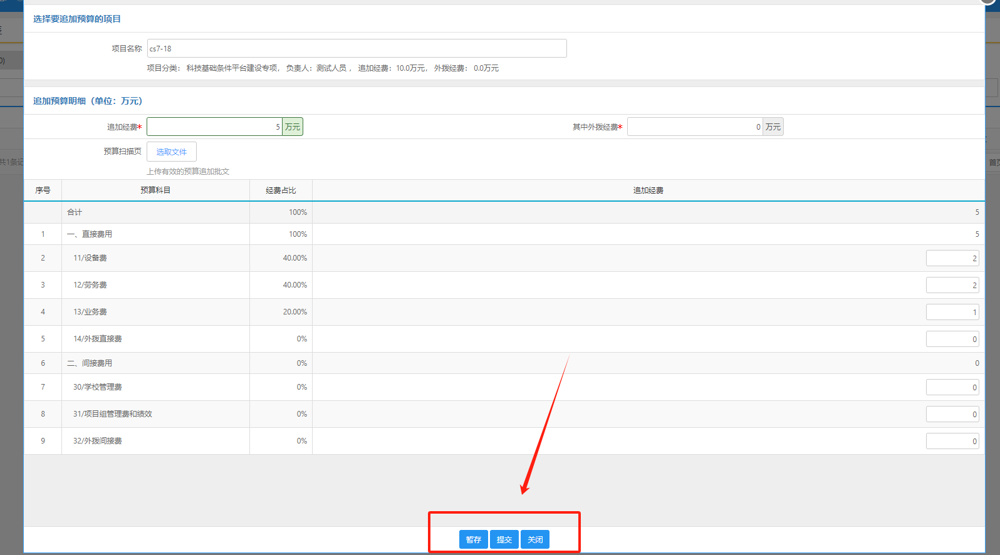 选择要追加预算的项目
项目名称 cs7-18
项目分类： 科技基础条件平台建设专项， 负责人：测试人员 ， 追加经费：10.0万元， 外拨经费： 0.0万元
追加预算明细（单位：万元）
追加经费* 5 万元 其中外拨经费* 0 万元
预算扫描页 选取文件
上传有效的预算追加批文
序号 预算科目 经费占比 追加经费
合计 100% 5
1 一、直接费用 100% 5
2 11/设备费 40.00% 2
3 12/劳务费 40.00% 2
4 13/业务费 20.00% 1
5 14/外拨直接费 0% 0
6 二、间接费用 0% 0
7 30/学校管理费 0% 0
8 31/项目组管理费和绩效 0% 0
9 32/外拨间接费 0% 0
暂存 提交 关闭
0)
共1条记
首页